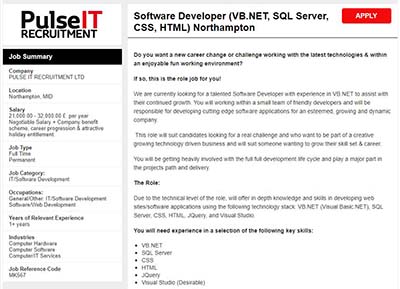 PulseIT
RECRUITMENT
Job Summary
Company
PULSE IT RECRUITMENT LTD
Location
Northampton, MID
Salary
21,000.00 - 32,000.00 £ per year
Negotiable Salary + Company benefit
scheme, career progression & attractive
holiday entitlement
Job Type
Full Time
Permanent
Job Category:
IT/Software Development
Occupations:
General/Other: IT/Software Development
Software/Web Development
Years of Relevant Experience
1+ years
Industries
Computer Hardware
Computer Software
Computer/IT Services
Job Reference Code
MK567
Software Developer (VB.NET, SQL Server,
CSS, HTML) Northampton
APPLY
Do you want a new career change or challenge working with the latest technologies & within
an enjoyable fun working environment?
If so, this is the role job for you!
We are currently looking for a talented Software Developer with experience in VB.NET to assist with
their continued growth. You will working within a small team of friendly developers and will be
responsible for developing cutting edge software applications for an esteemed, growing and dynamic
company.
This role will suit candidates looking for a real challenge and who want to be part of a creative
growing technology driven business and will suit someone wanting to grow their skill set & career.
You will be getting heavily involved with the full full development life cycle and play a major part in
the projects path and delivery.
The Role:
Due to the technical level of the role, will offer in depth knowledge and skills in developing web
sites/software applications using the following technology stack: VB.NET (Visual Basic.NET), SQL
Server, CSS, HTML, JQuery, and Visual Studio.
You will need experience in a selection of the following key skills:
• VB.NET
• SQL Server
• CSS
• HTML
• JQuery
• Visual Studio (Desirable)